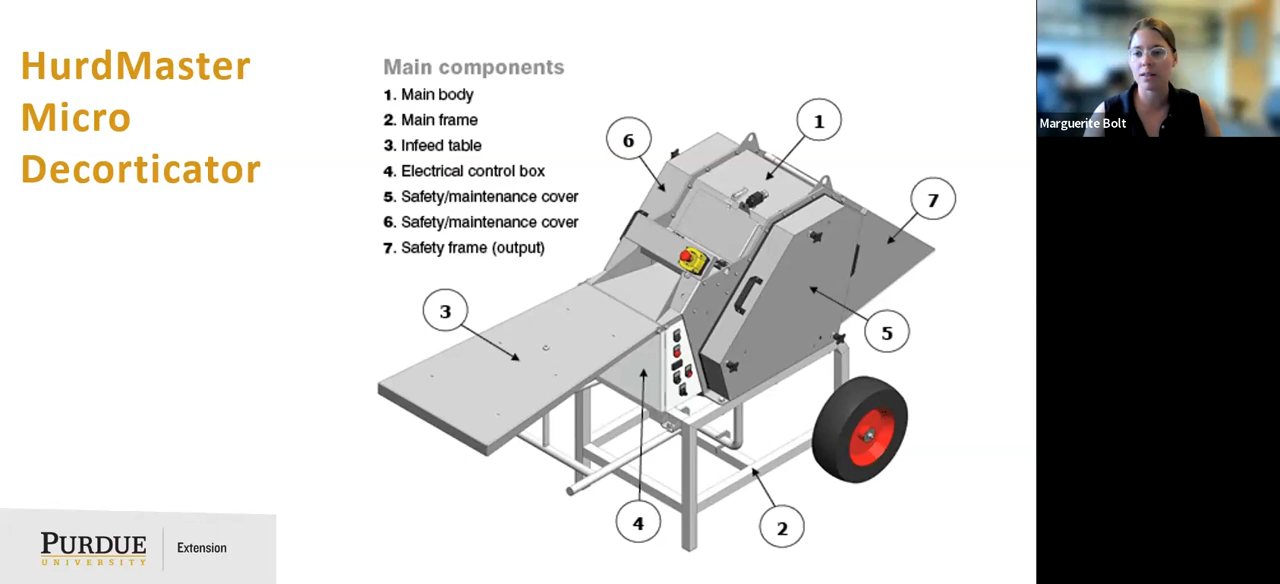 HurdMaster
Micro
Decorticator
Main components
1. Main body
2. Main frame
3. Infeed table
4. Electrical control box
5. Safety/maintenance cover
6. Safety/maintenance cover
7. Safety frame (output)
1
6
7
3
5
4
2
PURDUE
UNIVERSITY
Extension
Marguerite Bolt